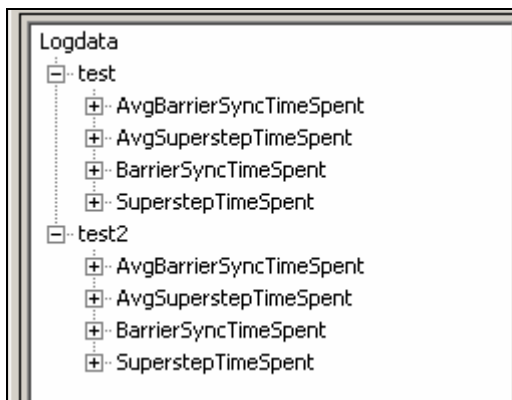 Logdata
test
AvgBarrierSyncTimeSpent
AvgSuperstepTimeSpent
BarrierSyncTimeSpent
SuperstepTimeSpent
test2
AvgBarrierSyncTimeSpent
AvgSuperstepTimeSpent
BarrierSyncTimeSpent
SuperstepTimeSpent